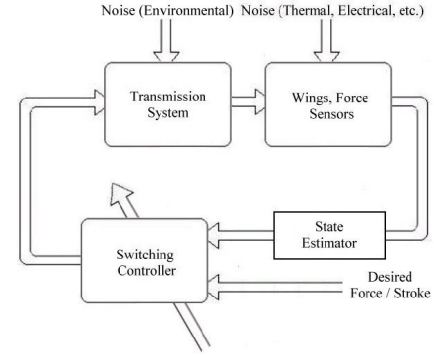 Noise (Environmental) Noise (Thermal, Electrical, etc.)
Transmission
System
Wings, Force
Sensors
State
Estimator
Switching
Controller
Desired
Force / Stroke